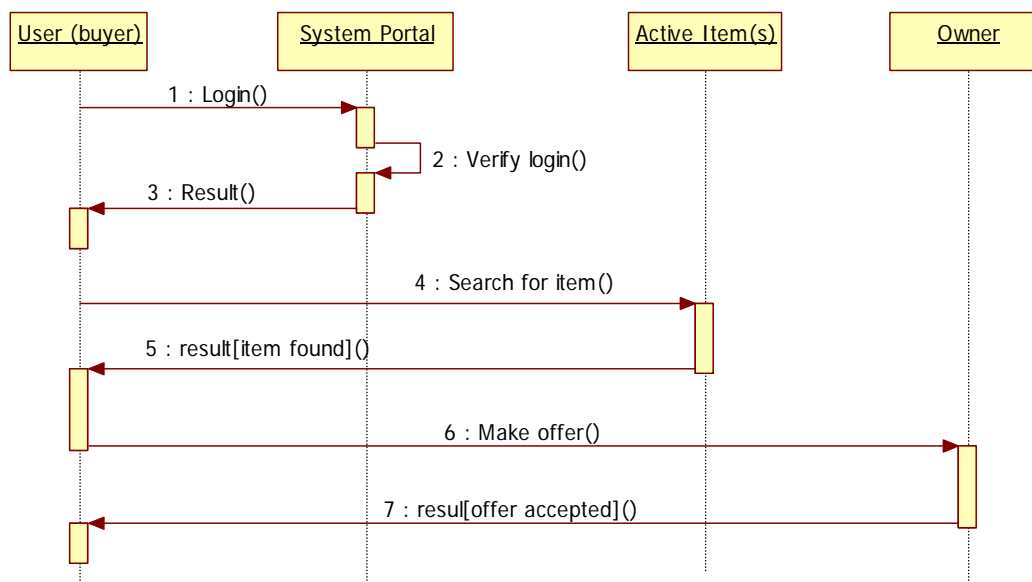 User (buyer)
System Portal
Active Item(s)
Owner
1 : Login()
2 : Verify login()
3 : Result()
4 : Search for item()
5 : result[item found]()
6 : Make offer()
7 : resul[offer accepted]()